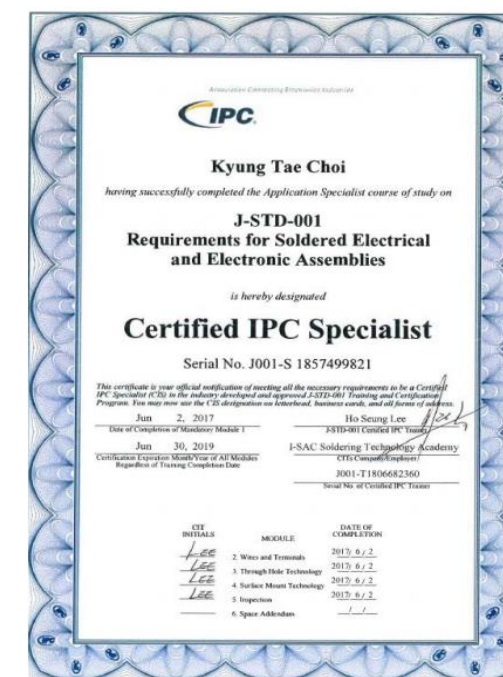 Association Connecting Electronics Industries
IPC
Kyung Tae Choi
having successfully completed the Application Specialist course of study on
J-STD-001
Requirements for Soldered Electrical
and Electronic Assemblies
is hereby designated
Certified IPC Specialist
Serial No. J001-S 1857499821
This certificate is your official notification of meeting all the necessary requirements to be a Certified
IPC Specialist (CIS) in the industry developed and approved J-STD-001 Training and Certification
Program. You may now use the CIS designation on letterhead, business cards, and all forms of address.
Jun 2, 2017
Date of Completion of Mandatory Module 1
Ho Seung Lee
J-STD-001 Certified IPC Trainer
Jun 30, 2019
Certification Expiration Month/Year of All Modules
Regardless of Training Completion Date
I-SAC Soldering Technology Academy
CITs Company/Employer
J001-T1806682360
Serial No. of Certified IPC Trainer
CIT
INITIALS
MODULE
DATE OF
COMPLETION
LEE 2. Wires and Terminals 2017/ 6 / 2
LEE 3. Through Hole Technology 2017/ 6 / 2
LEE 4. Surface Mount Technology 2017/ 6 / 2
LEE 5. Inspection 2017/ 6 / 2
6. Space Addendum __/__/__